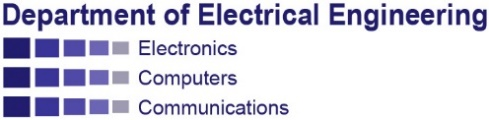 Department of Electrical Engineering
Electronics
Computers
Communications